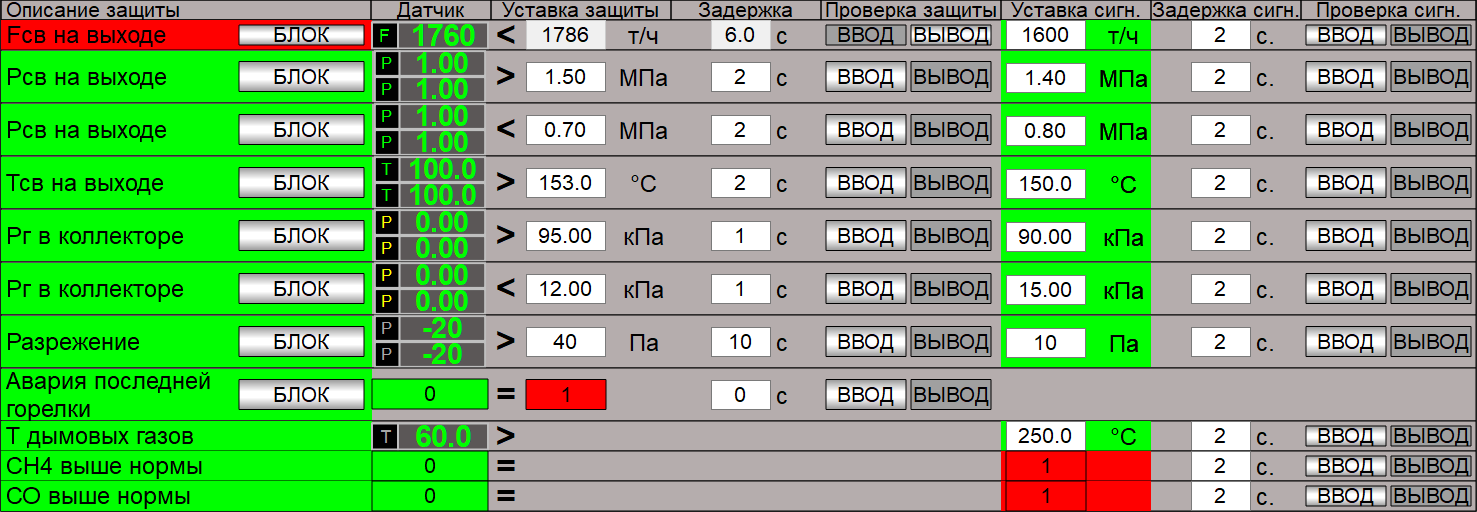 Описание защиты Датчик Уставка защиты Задержка Проверка защиты Уставка сигн. Задержка сигн. Проверка сигн.
Fсв на выходе БЛОК F 1760 < 1786 т/ч 6.0 с ВВОД ВЫВОД 1600 т/ч 2 с. ВВОД ВЫВОД
Рсв на выходе БЛОК P 1.00 P 1.00 > 1.50 МПа 2 с ВВОД ВЫВОД 1.40 МПа 2 с. ВВОД ВЫВОД
Рсв на выходе БЛОК P 1.00 P 1.00 < 0.70 МПа 2 с ВВОД ВЫВОД 0.80 МПа 2 с. ВВОД ВЫВОД
Тсв на выходе БЛОК T 100.0 T 100.0 > 153.0 °C 2 с ВВОД ВЫВОД 150.0 °C 2 с. ВВОД ВЫВОД
Рг в коллекторе БЛОК P 0.00 P 0.00 > 95.00 кПа 1 с ВВОД ВЫВОД 90.00 кПа 2 с. ВВОД ВЫВОД
Рг в коллекторе БЛОК P 0.00 P 0.00 < 12.00 кПа 1 с ВВОД ВЫВОД 15.00 кПа 2 с. ВВОД ВЫВОД
Разрежение БЛОК P -20 P -20 > 40 Па 10 с ВВОД ВЫВОД 10 Па 2 с. ВВОД ВЫВОД
Авария последней
горелки БЛОК 0 = 1 0 с ВВОД ВЫВОД
Т дымовых газов T 60.0 > 250.0 °C 2 с. ВВОД ВЫВОД
СН4 выше нормы 0 = 1 2 с. ВВОД ВЫВОД
СО выше нормы 0 = 1 2 с. ВВОД ВЫВОД